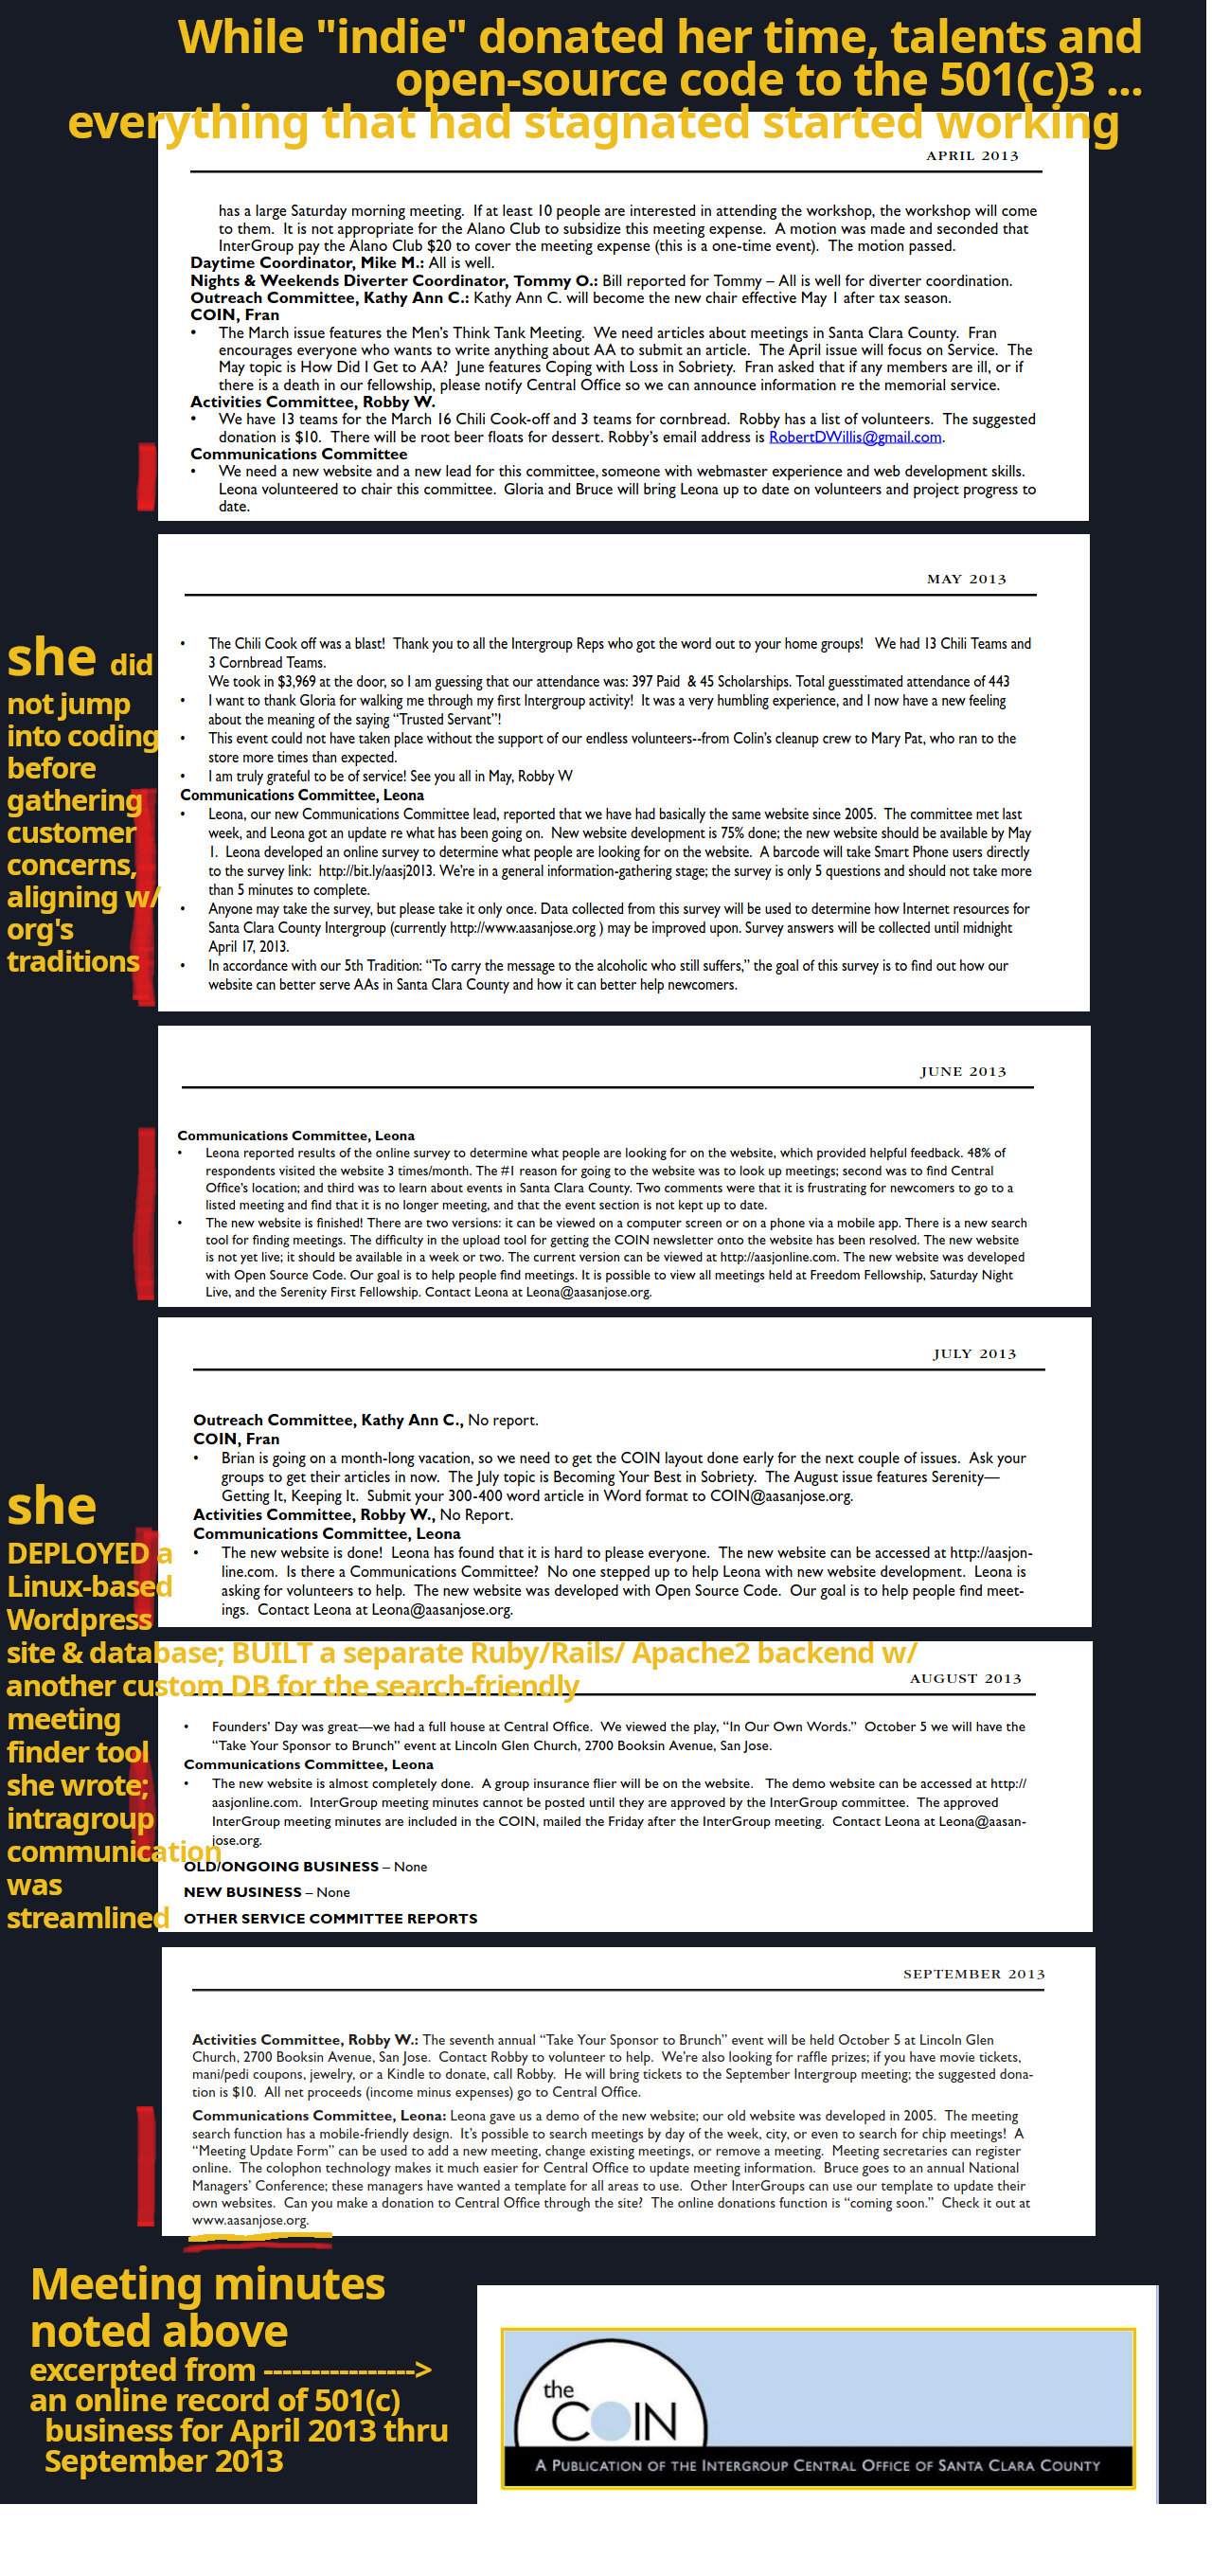 While "indie" donated her time, talents and
open-source code to the 501(c)3 ...
everything that had stagnated started working
APRIL 2013
has a large Saturday morning meeting. If at least 10 people are interested in attending the workshop, the workshop will come
to them. It is not appropriate for the Alano Club to subsidize this meeting expense. A motion was made and seconded that
InterGroup pay the Alano Club $20 to cover the meeting expense (this is a one-time event). The motion passed.
Daytime Coordinator, Mike M.: All is well.
Nights & Weekends Diverter Coordinator, Tommy O.: Bill reported for Tommy – All is well for diverter coordination.
Outreach Committee, Kathy Ann C.: Kathy Ann C. will become the new chair effective May 1 after tax season.
COIN, Fran
• The March issue features the Men's Think Tank Meeting. We need articles about meetings in Santa Clara County. Fran
encourages everyone who wants to write anything about AA to submit an article. The April issue will focus on Service. The
May topic is How Did I Get to AA? June features Coping with Loss in Sobriety. Fran asked that if any members are ill, or if
there is a death in our fellowship, please notify Central Office so we can announce information re the memorial service.
Activities Committee, Robby W.
• We have 13 teams for the March 16 Chili Cook-off and 3 teams for cornbread. Robby has a list of volunteers. The suggested
donation is $10. There will be root beer floats for dessert. Robby's email address is RobertDWillis@gmail.com.
Communications Committee
• We need a new website and a new lead for this committee, someone with webmaster experience and web development skills.
Leona volunteered to chair this committee. Gloria and Bruce will bring Leona up to date on volunteers and project progress to
date.
MAY 2013
• The Chili Cook off was a blast! Thank you to all the Intergroup Reps who got the word out to your home groups! We had 13 Chili Teams and
3 Cornbread Teams.
We took in $3,969 at the door, so I am guessing that our attendance was: 397 Paid & 45 Scholarships. Total guesstimated attendance of 443
• I want to thank Gloria for walking me through my first Intergroup activity! It was a very humbling experience, and I now have a new feeling
about the meaning of the saying “Trusted Servant”!
• This event could not have taken place without the support of our endless volunteers--from Colin's cleanup crew to Mary Pat, who ran to the
store more times than expected.
• I am truly grateful to be of service! See you all in May, Robby W
Communications Committee, Leona
• Leona, our new Communications Committee lead, reported that we have had basically the same website since 2005. The committee met last
week, and Leona got an update re what has been going on. New website development is 75% done; the new website should be available by May
1. Leona developed an online survey to determine what people are looking for on the website. A barcode will take Smart Phone users directly
to the survey link: http://bit.ly/aasj2013. We're in a general information-gathering stage; the survey is only 5 questions and should not take more
than 5 minutes to complete.
• Anyone may take the survey, but please take it only once. Data collected from this survey will be used to determine how Internet resources for
Santa Clara County Intergroup (currently http://www.aasanjose.org ) may be improved upon. Survey answers will be collected until midnight
April 17, 2013.
• In accordance with our 5th Tradition: “To carry the message to the alcoholic who still suffers,” the goal of this survey is to find out how our
website can better serve AAs in Santa Clara County and how it can better help newcomers.
she did
not jump
into coding
before
gathering
customer
concerns,
aligning w/
org's
traditions
JUNE 2013
Communications Committee, Leona
• Leona reported results of the online survey to determine what people are looking for on the website, which provided helpful feedback. 48% of
respondents visited the website 3 times/month. The #1 reason for going to the website was to look up meetings; second was to find Central
Office's location; and third was to learn about events in Santa Clara County. Two comments were that it is frustrating for newcomers to go to a
listed meeting and find that it is no longer meeting, and that the event section is not kept up to date.
• The new website is finished! There are two versions: it can be viewed on a computer screen or on a phone via a mobile app. There is a new search
tool for finding meetings. The difficulty in the upload tool for getting the COIN newsletter onto the website has been resolved. The new website
is not yet live; it should be available in a week or two. The current version can be viewed at http://aasjonline.com. The new website was developed
with Open Source Code. Our goal is to help people find meetings. It is possible to view all meetings held at Freedom Fellowship, Saturday Night
Live, and the Serenity First Fellowship. Contact Leona at Leona@aasanjose.org.
JULY 2013
Outreach Committee, Kathy Ann C., No report.
COIN, Fran
• Brian is going on a month-long vacation, so we need to get the COIN layout done early for the next couple of issues. Ask your
groups to get their articles in now. The July topic is Becoming Your Best in Sobriety. The August issue features Serenity—
Getting It, Keeping It. Submit your 300-400 word article in Word format to COIN@aasanjose.org.
Activities Committee, Robby W., No Report.
Communications Committee, Leona
• The new website is done! Leona has found that it is hard to please everyone. The new website can be accessed at http://aasjon-
line.com. Is there a Communications Committee? No one stepped up to help Leona with new website development. Leona is
asking for volunteers to help. The new website was developed with Open Source Code. Our goal is to help people find meet-
ings. Contact Leona at Leona@aasanjose.org.
she
DEPLOYED a
Linux-based
Wordpress
site & database; BUILT a separate Ruby/Rails/ Apache2 backend w/
another custom DB for the search-friendly
meeting
finder tool
she wrote;
intragroup
communication
was
streamlined
AUGUST 2013
• Founders' Day was great—we had a full house at Central Office. We viewed the play, “In Our Own Words.” October 5 we will have the
“Take Your Sponsor to Brunch” event at Lincoln Glen Church, 2700 Booksin Avenue, San Jose.
Communications Committee, Leona
• The new website is almost completely done. A group insurance flier will be on the website. The demo website can be accessed at http://
aasjonline.com. InterGroup meeting minutes cannot be posted until they are approved by the InterGroup committee. The approved
InterGroup meeting minutes are included in the COIN, mailed the Friday after the InterGroup meeting. Contact Leona at Leona@aasan-
jose.org.
OLD/ONGOING BUSINESS – None
NEW BUSINESS – None
OTHER SERVICE COMMITTEE REPORTS
SEPTEMBER 2013
Activities Committee, Robby W.: The seventh annual “Take Your Sponsor to Brunch” event will be held October 5 at Lincoln Glen
Church, 2700 Booksin Avenue, San Jose. Contact Robby to volunteer to help. We're also looking for raffle prizes; if you have movie tickets,
mani/pedi coupons, jewelry, or a Kindle to donate, call Robby. He will bring tickets to the September Intergroup meeting; the suggested dona-
tion is $10. All net proceeds (income minus expenses) go to Central Office.
Communications Committee, Leona: Leona gave us a demo of the new website; our old website was developed in 2005. The meeting
search function has a mobile-friendly design. It's possible to search meetings by day of the week, city, or even to search for chip meetings! A
“Meeting Update Form” can be used to add a new meeting, change existing meetings, or remove a meeting. Meeting secretaries can register
online. The colophon technology makes it much easier for Central Office to update meeting information. Bruce goes to an annual National
Managers' Conference; these managers have wanted a template for all areas to use. Other InterGroups can use our template to update their
own websites. Can you make a donation to Central Office through the site? The online donations function is “coming soon.” Check it out at
www.aasanjose.org.
Meeting minutes
noted above
excerpted from --------------->
an online record of 501(c)
business for April 2013 thru
September 2013
the
COIN
A PUBLICATION OF THE INTERGROUP CENTRAL OFFICE OF SANTA CLARA COUNTY